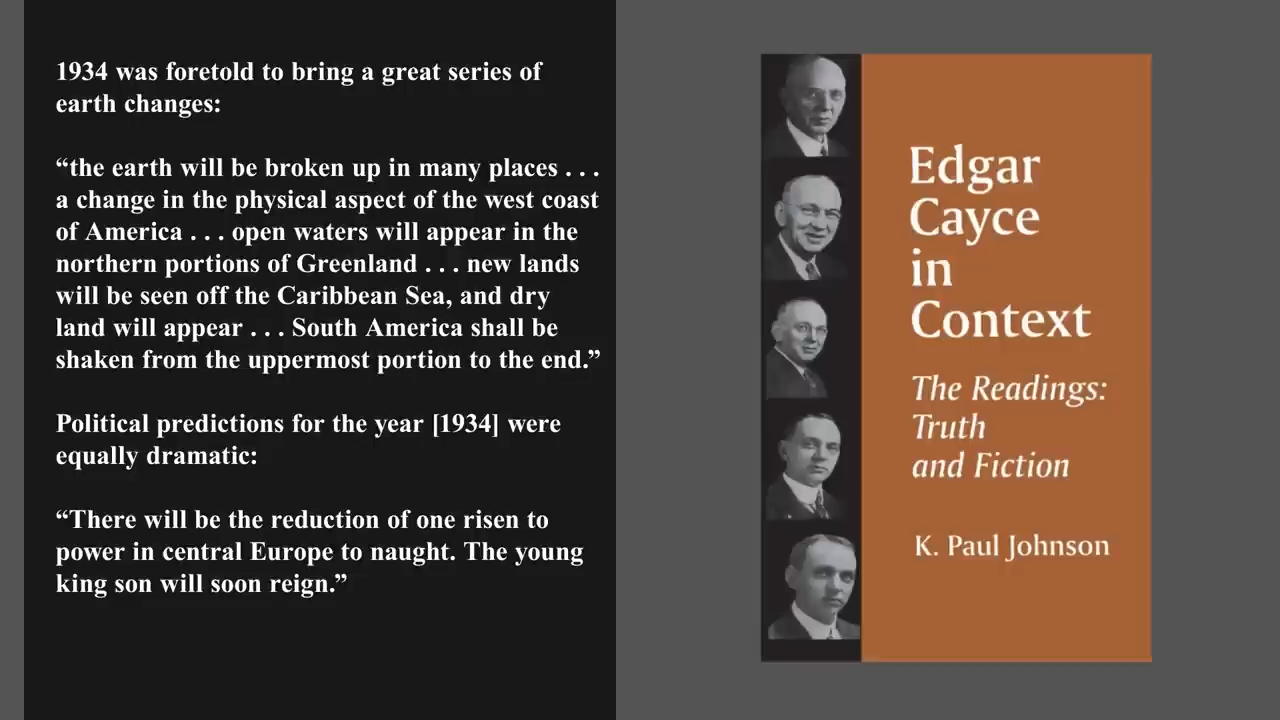 1934 was foretold to bring a great series of
earth changes:
“the earth will be broken up in many places . . .
a change in the physical aspect of the west coast
of America . . . open waters will appear in the
northern portions of Greenland . . . new lands
will be seen off the Caribbean Sea, and dry
land will appear . . . South America shall be
shaken from the uppermost portion to the end.”
Political predictions for the year [1934] were
equally dramatic:
“There will be the reduction of one risen to
power in central Europe to naught. The young
king son will soon reign.”
Edgar
Cayce
in
Context
The Readings:
Truth
and Fiction
K. Paul Johnson